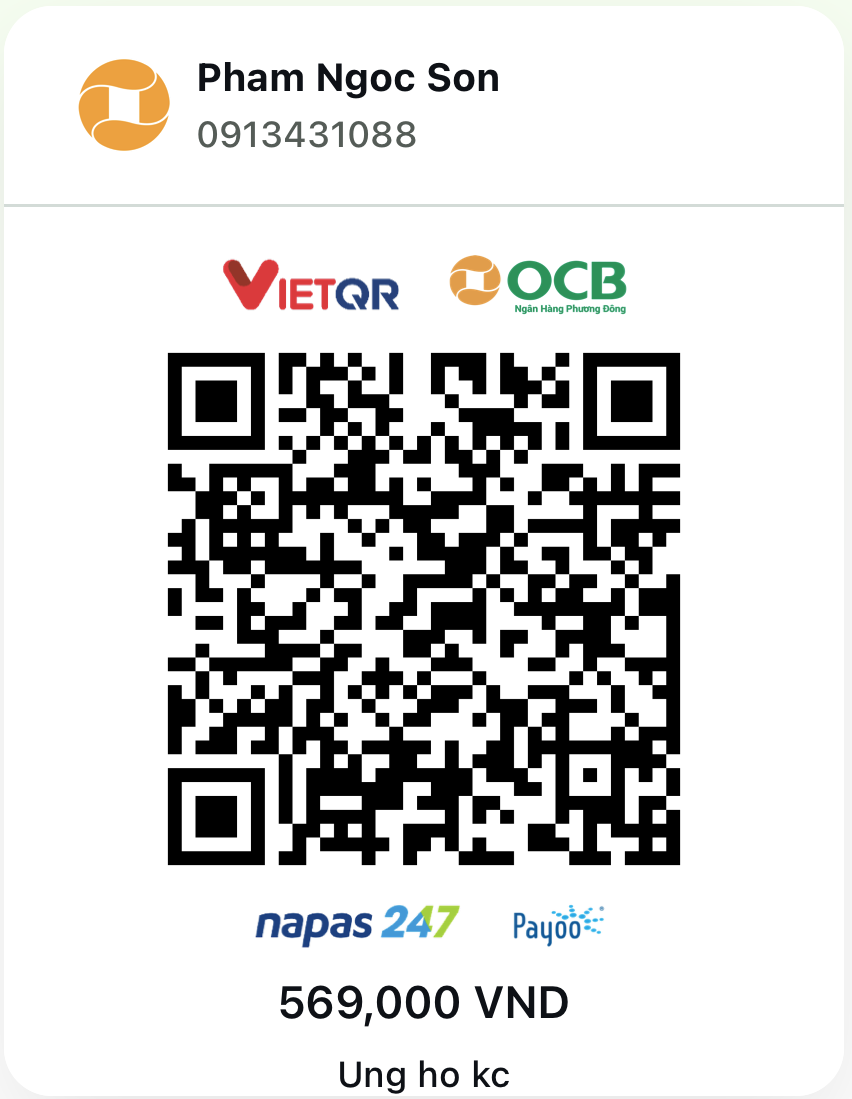 Pham Ngoc Son
0913431088
VIETQR
OCB
Ngân Hàng Phương Đông
napas 247
Payoo
569,000 VND
Ung ho kc